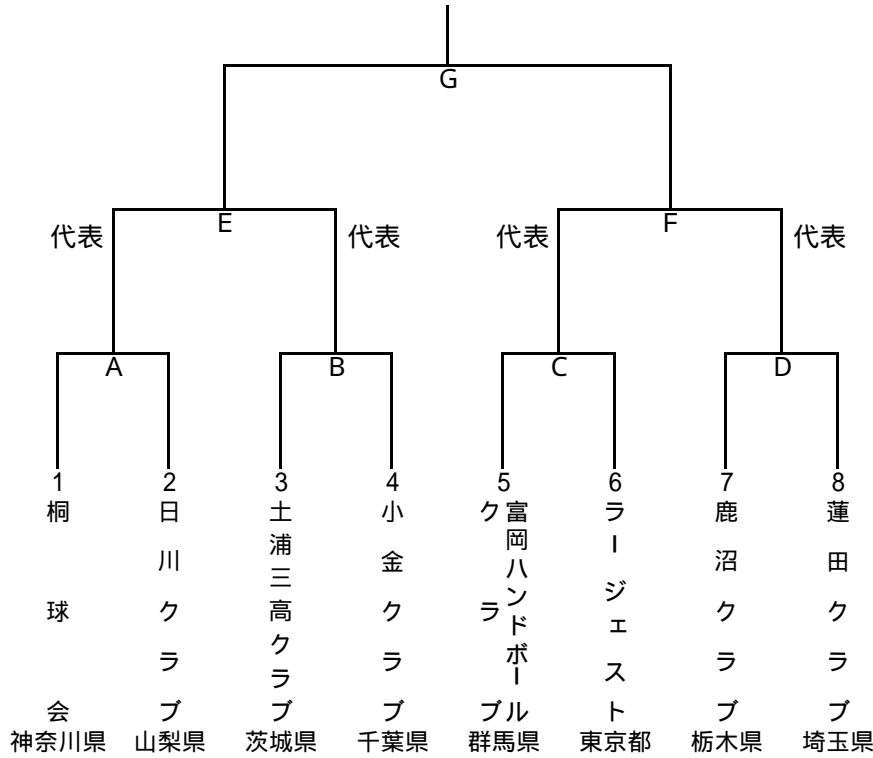 G
E
F
代表
代表
代表
代表
A
B
C
D
1
2
3
4
5
6
7
8
桐球会
日川クラブ
土浦三高クラブ
小金クラブ
富岡ハンドボール
クラブ
ラージェスト
鹿沼クラブ
蓮田クラブ
神奈川県
山梨県
茨城県
千葉県
群馬県
東京都
栃木県
埼玉県